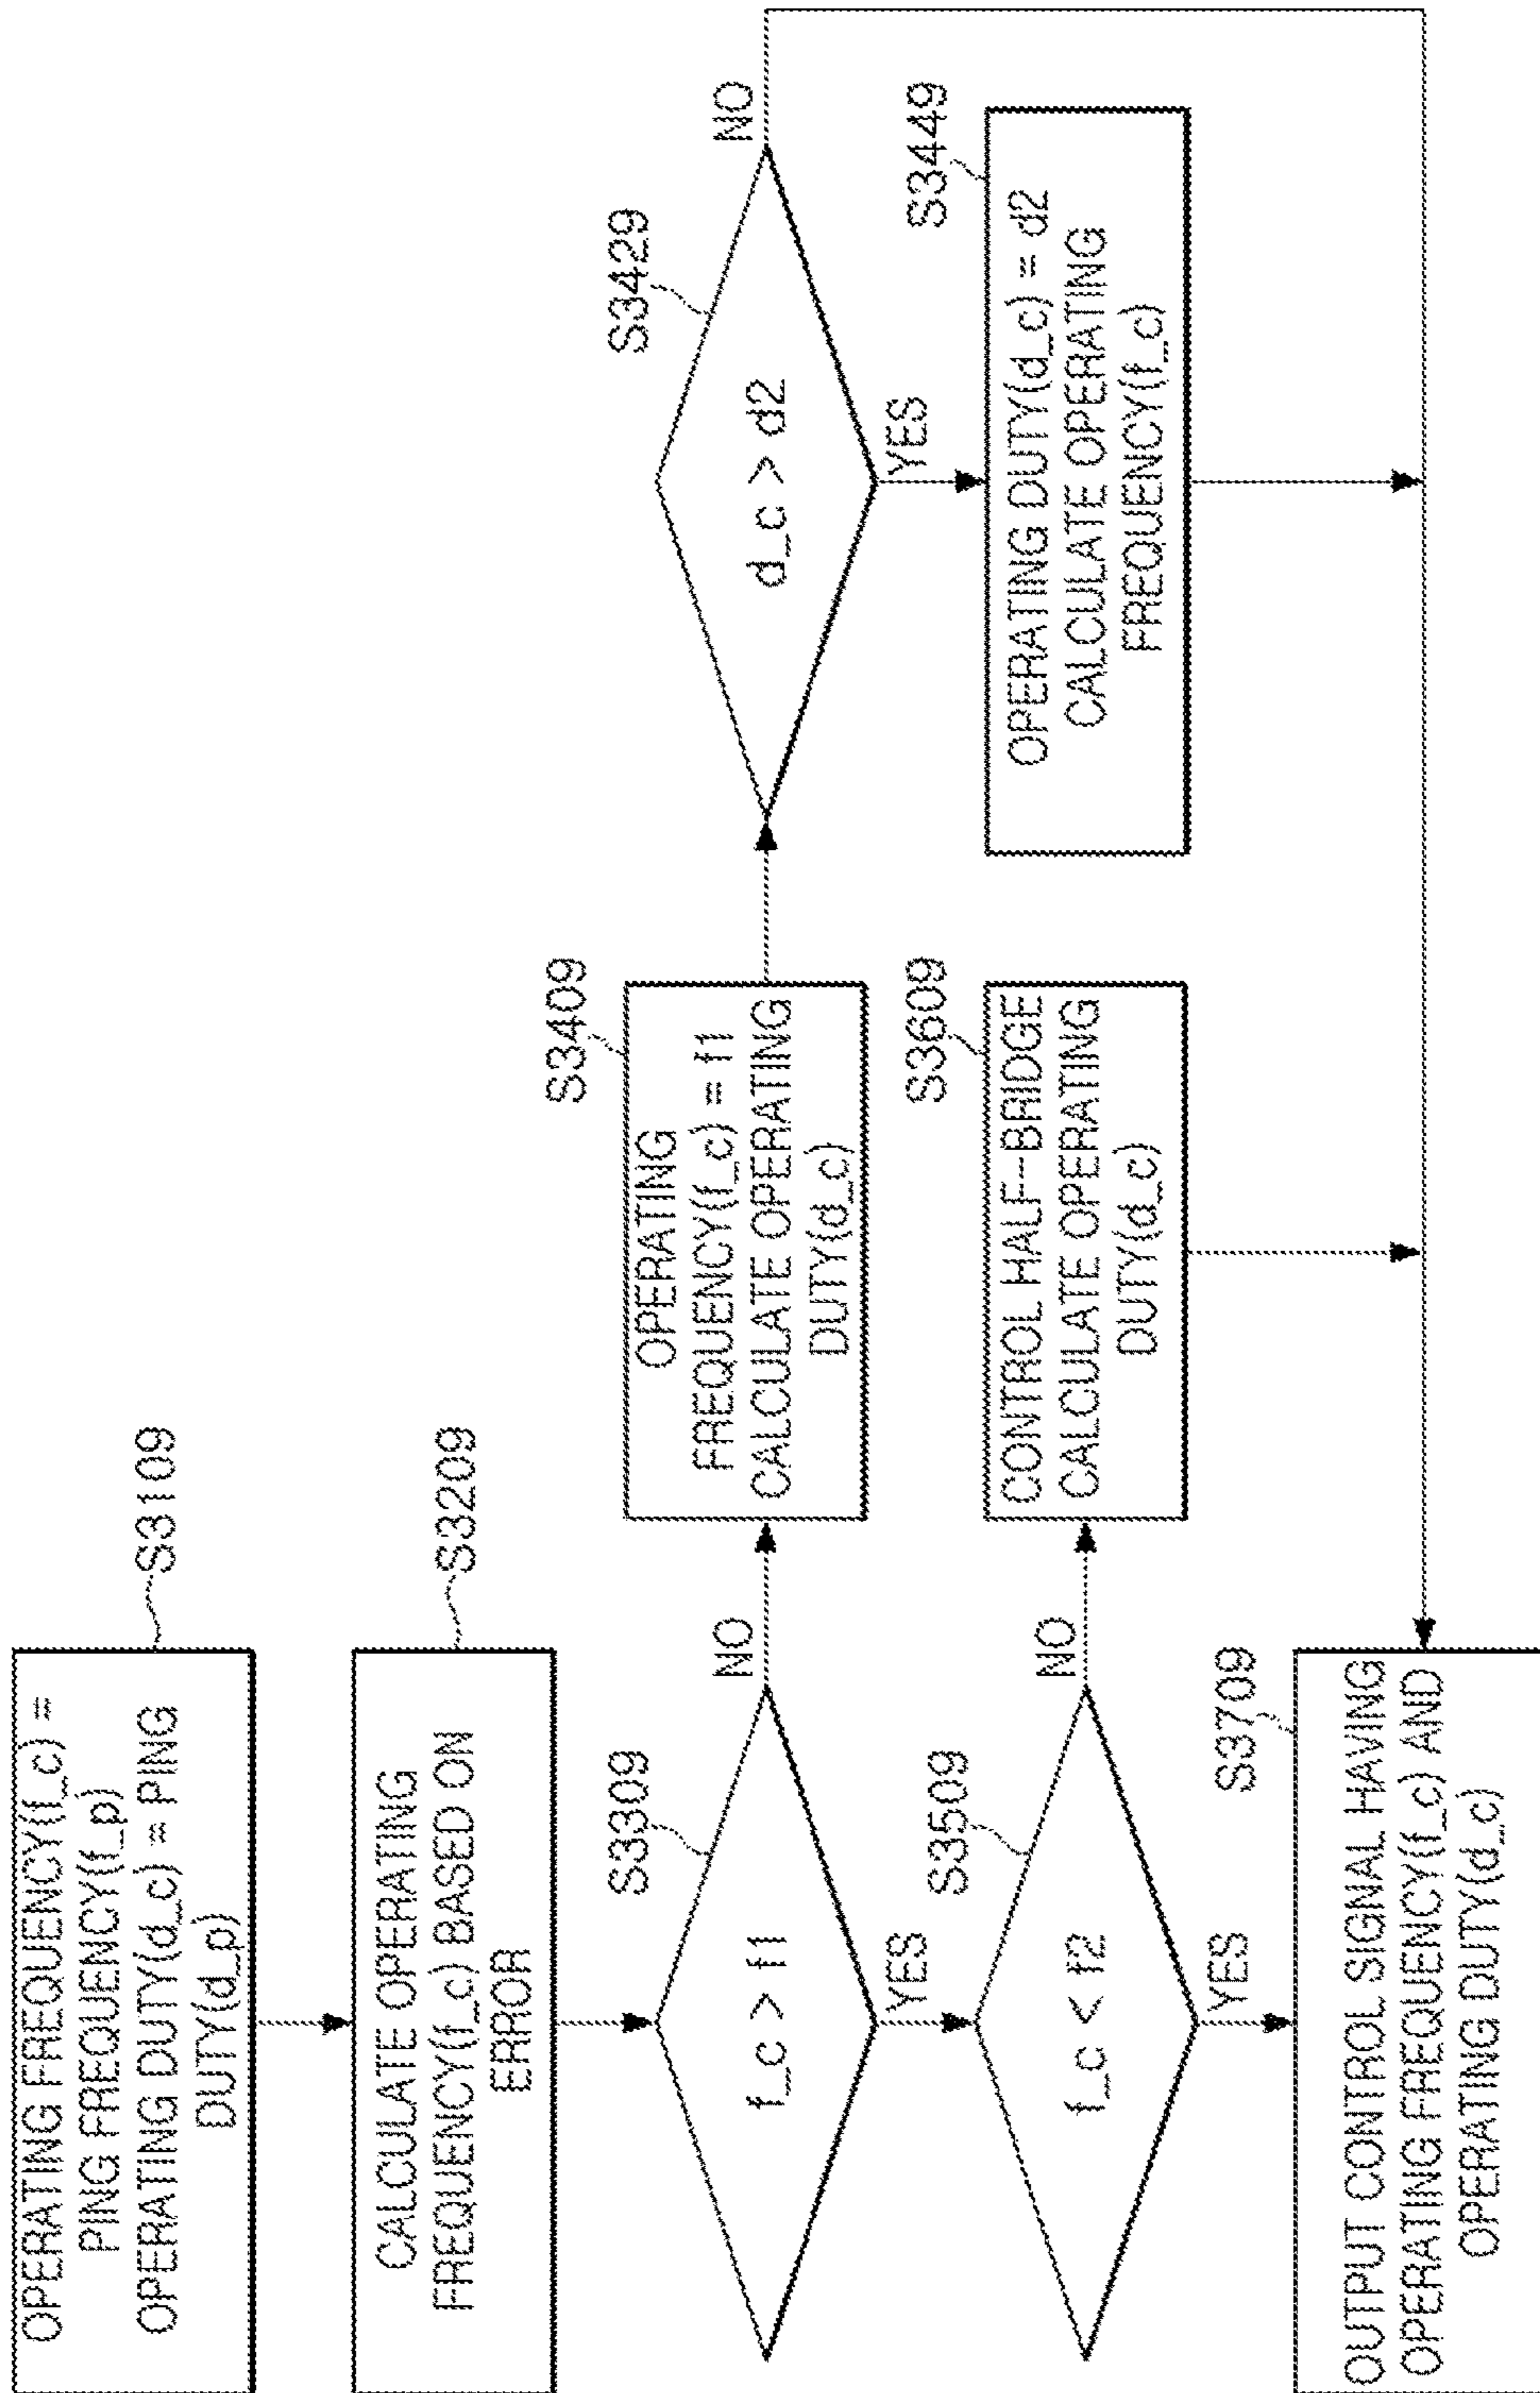 OPERATING FREQUENCY(f_c) =
PING FREQUENCY(f_p)
OPERATING DUTY(d_c) = PING
DUTY(d_p)
S3109
CALCULATE OPERATING
FREQUENCY(f_c) BASED ON
ERROR
S3209
S3309
f_c > f1
NO
YES
S3409
OPERATING
FREQUENCY(f_c) = f1
CALCULATE OPERATING
DUTY(d_c)
S3429
d_c > d2
NO
YES
S3449
OPERATING DUTY(d_c) = d2
CALCULATE OPERATING
FREQUENCY(f_c)
S3509
f_c < f2
NO
YES
S3609
CONTROL HALF-BRIDGE
CALCULATE OPERATING
DUTY(d_c)
S3709
OUTPUT CONTROL SIGNAL HAVING
OPERATING FREQUENCY(f_c) AND
OPERATING DUTY(d_c)